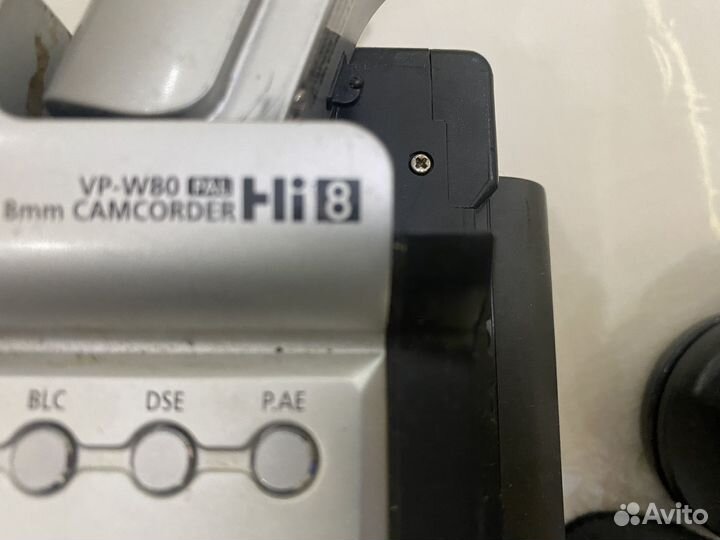 VP-W80 PAL
8mm CAMCORDER Hi8
BLC DSE P.AE
Avito